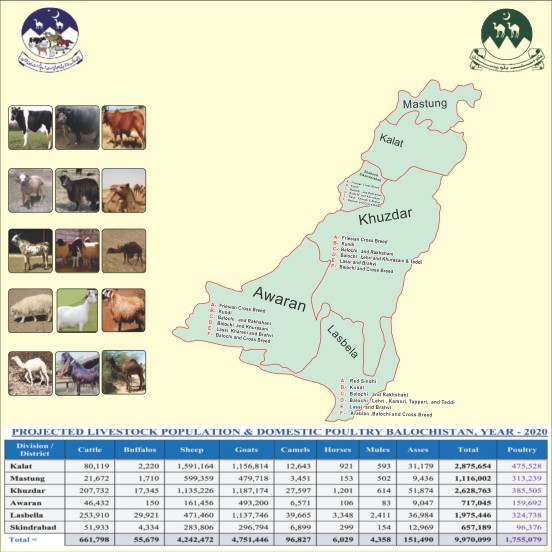 Mastung
Kalat
Khuzdar
A- Friesian Cross Breed
B- Kundi
C- Balochi and Rakhshani
D- Balochi Lehri and Khurasani & Teddi
E- Lassi and Brahvi
F- Balochi and Cross Breed
Awaran
A- Friesian Cross Breed
B- Kundi
C- Balochi and Rakhshani
D- Balochi and Khurasani
E- Lassi Kharani and Brahvi
F- Balochi and Cross Breed
Lasbela
A- Red Sindhi
B- Kundi
C- Balochi and Rakhshani
D- Balochi Lehri, Kamori, Tappari, and Teddi
E- Lassi and Brahvi
F- Arabian Balochi and Cross Breed
PROJECTED LIVESTOCK POPULATION & DOMESTIC POULTRY BALOCHISTAN, YEAR - 2020
Division / District Cattle Buffalos Sheep Goats Camels Horses Mules Asses Total Poultry
Kalat 80,119 2,220 1,591,164 1,156,814 12,643 921 593 31,179 2,875,654 475,528
Mastung 21,672 1,710 599,359 479,718 3,451 153 502 9,436 1,116,002 313,239
Khuzdar 207,732 17,345 1,135,226 1,187,174 27,597 1,201 614 51,874 2,628,763 385,505
Awaran 46,432 150 161,456 493,200 6,571 106 83 9,047 717,045 159,692
Lasbella 253,910 29,921 471,460 1,137,746 39,665 3,348 2,411 36,984 1,975,446 324,738
Skindrabad 51,933 4,334 283,806 296,794 6,899 299 154 12,969 657,189 96,376
Total = 661,798 55,679 4,242,472 4,751,446 96,827 6,029 4,358 151,490 9,970,099 1,755,079